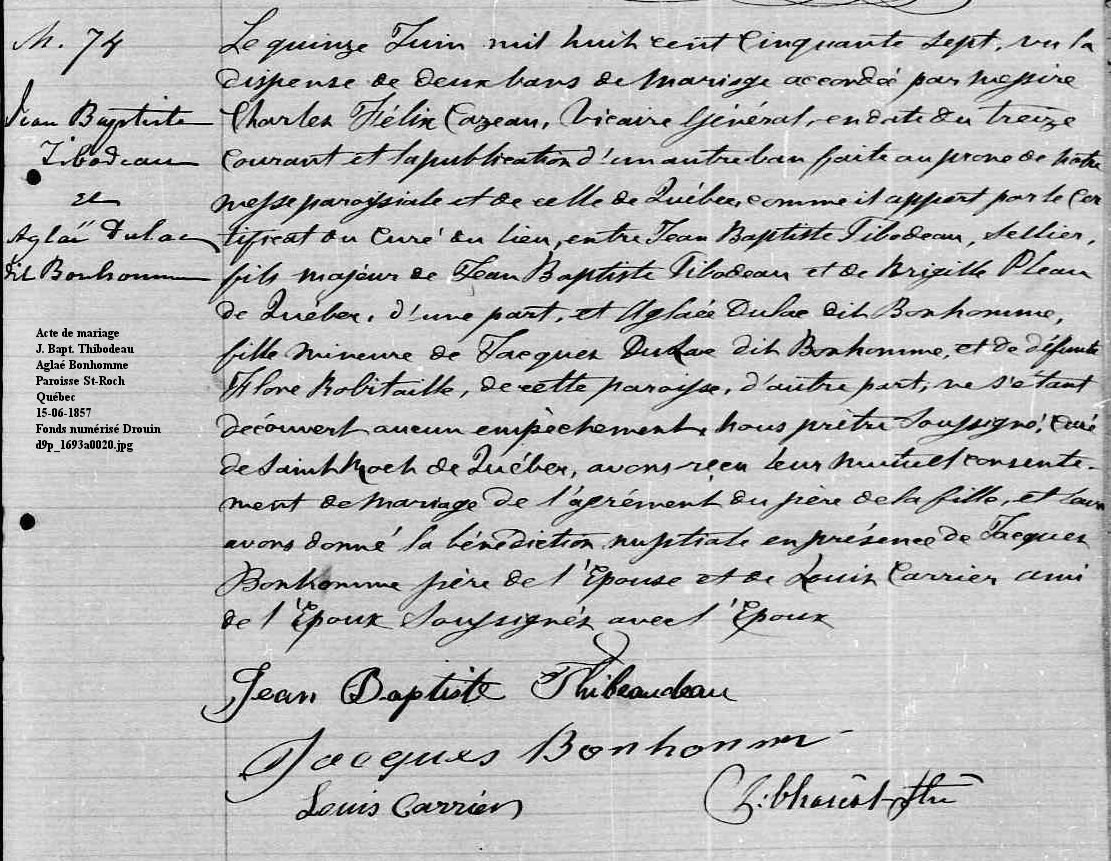 M. 74
Jean Baptiste
Tibodeau
et
Aglaë Dulac
dit Bonhomme
Acte de mariage
J. Bapt. Thibodeau
Aglaé Bonhomme
Paroisse St-Roch
Québec
15-06-1857
Fonds numérisé Drouin
d9p_1693a0020.jpg
Le quinze Juin mil huit cent cinquante sept, vu la
dispense de deux bans de mariage accordée par Messire
Charles Félix Cazeau, Vicaire Général, en date du treize
courant et la publication d'un autre ban faite au prone de notre
messe paroissiale et de celle de Québec, comme il appert par le Cer
tificat du Curé du lieu, entre Jean Baptiste Tibodeau, Sellier,
fils majeur de Jean Baptiste Tibodeau et de Brigitte Pleau
de Québec, d'une part, et Aglaée Dulac dit Bonhomme,
fille mineure de Jacques Dulac dit Bonhomme, et de défunte
Flore Robitaille, de cette paroisse, d'autre part, ne s'étant
découvert aucun empêchement, Nous prêtre Soussigné, Curé
de Saint Roch de Québec, avons reçu leur mutuel consente-
ment de mariage de l'agrément du père de la fille, et leur
avons donné la bénédiction nuptiale en présence de Jacques
Bonhomme père de l'Epouse et de Louis Carrier ami
de l'Epoux Soussignés avec l'Epoux
Jean Baptiste Thibeaudeau
Jacques Bonhomme
Louis Carrier